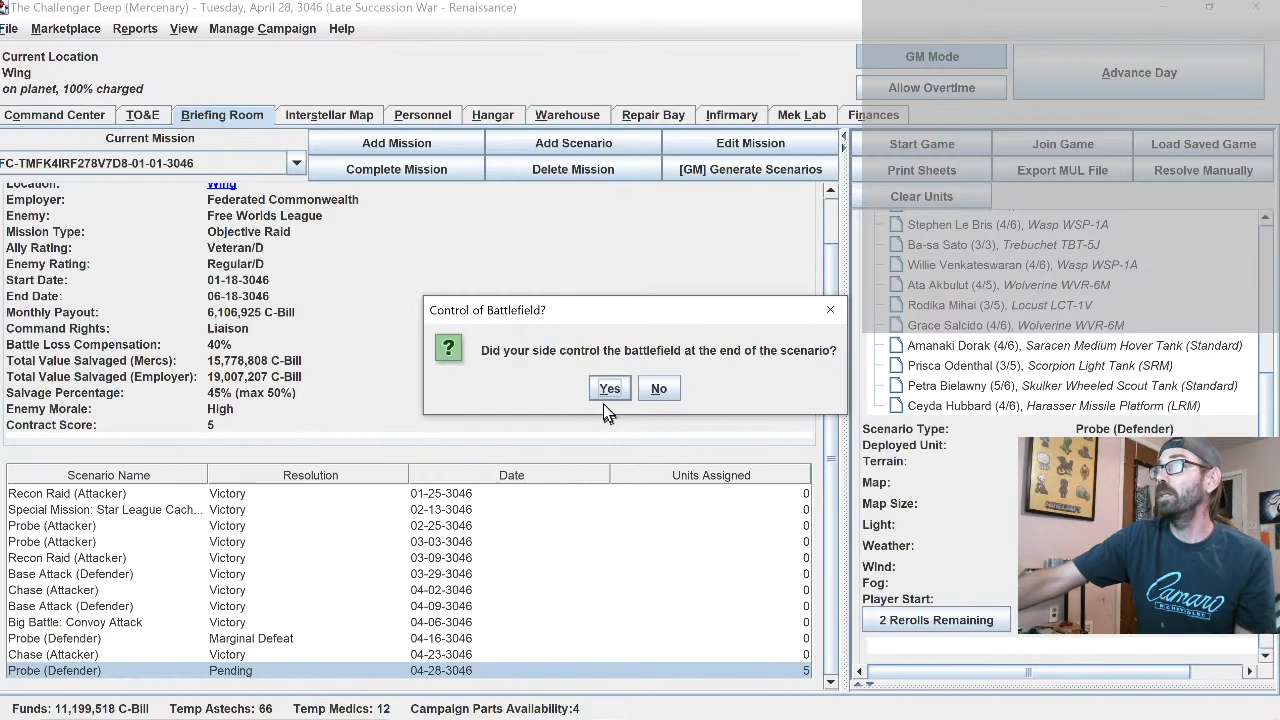 The Challenger Deep (Mercenary) - Tuesday, April 28, 3046 (Late Succession War - Renaissance)
File Marketplace Reports View Manage Campaign Help
Current Location
Wing
on planet, 100% charged
GM Mode
Allow Overtime
Advance Day
Command Center TO&E Briefing Room Interstellar Map Personnel Hangar Warehouse Repair Bay Infirmary Mek Lab Finances
Current Mission
FC-TMFK4IRF278V7D8-01-01-3046
Add Mission Add Scenario Edit Mission
Complete Mission Delete Mission [GM] Generate Scenarios
Start Game Join Game Load Saved Game
Print Sheets Export MUL File Resolve Manually
Clear Units
Location: Wing
Employer: Federated Commonwealth
Enemy: Free Worlds League
Mission Type: Objective Raid
Ally Rating: Veteran/D
Enemy Rating: Regular/D
Start Date: 01-18-3046
End Date: 06-18-3046
Monthly Payout: 6,106,925 C-Bill
Command Rights: Liaison
Battle Loss Compensation: 40%
Total Value Salvaged (Mercs): 15,778,808 C-Bill
Total Value Salvaged (Employer): 19,007,207 C-Bill
Salvage Percentage: 45% (max 50%)
Enemy Morale: High
Contract Score: 5
Control of Battlefield?
Did your side control the battlefield at the end of the scenario?
Yes No
Stephen Le Bris (4/6), Wasp WSP-1A
Ba-sa Sato (3/3), Trebuchet TBT-5J
Willie Venkateswaran (4/6), Wasp WSP-1A
Ata Akbulut (4/5), Wolverine WVR-6M
Rodika Mihai (3/5), Locust LCT-1V
Grace Salcido (4/6), Wolverine WVR-6M
Amanaki Dorak (4/6), Saracen Medium Hover Tank (Standard)
Prisca Odenthal (3/5), Scorpion Light Tank (SRM)
Petra Bielawny (5/6), Skulker Wheeled Scout Tank (Standard)
Ceyda Hubbard (4/6), Harasser Missile Platform (LRM)
Scenario Type: Probe (Defender)
Deployed Unit:
Terrain:
Map:
Map Size:
Light:
Weather:
Wind:
Fog:
Player Start:
2 Rerolls Remaining
Camaro
Scenario Name Resolution Date Units Assigned
Recon Raid (Attacker) Victory 01-25-3046 0
Special Mission: Star League Cach... Victory 02-13-3046 0
Probe (Attacker) Victory 02-25-3046 0
Probe (Attacker) Victory 03-03-3046 0
Recon Raid (Attacker) Victory 03-09-3046 0
Base Attack (Defender) Victory 03-29-3046 0
Chase (Attacker) Victory 04-02-3046 0
Base Attack (Defender) Victory 04-09-3046 0
Big Battle: Convoy Attack Victory 04-06-3046 0
Probe (Defender) Marginal Defeat 04-16-3046 0
Chase (Attacker) Victory 04-23-3046 0
Probe (Defender) Pending 04-28-3046 5
Funds: 11,199,518 C-Bill Temp Astechs: 66 Temp Medics: 12 Campaign Parts Availability:4